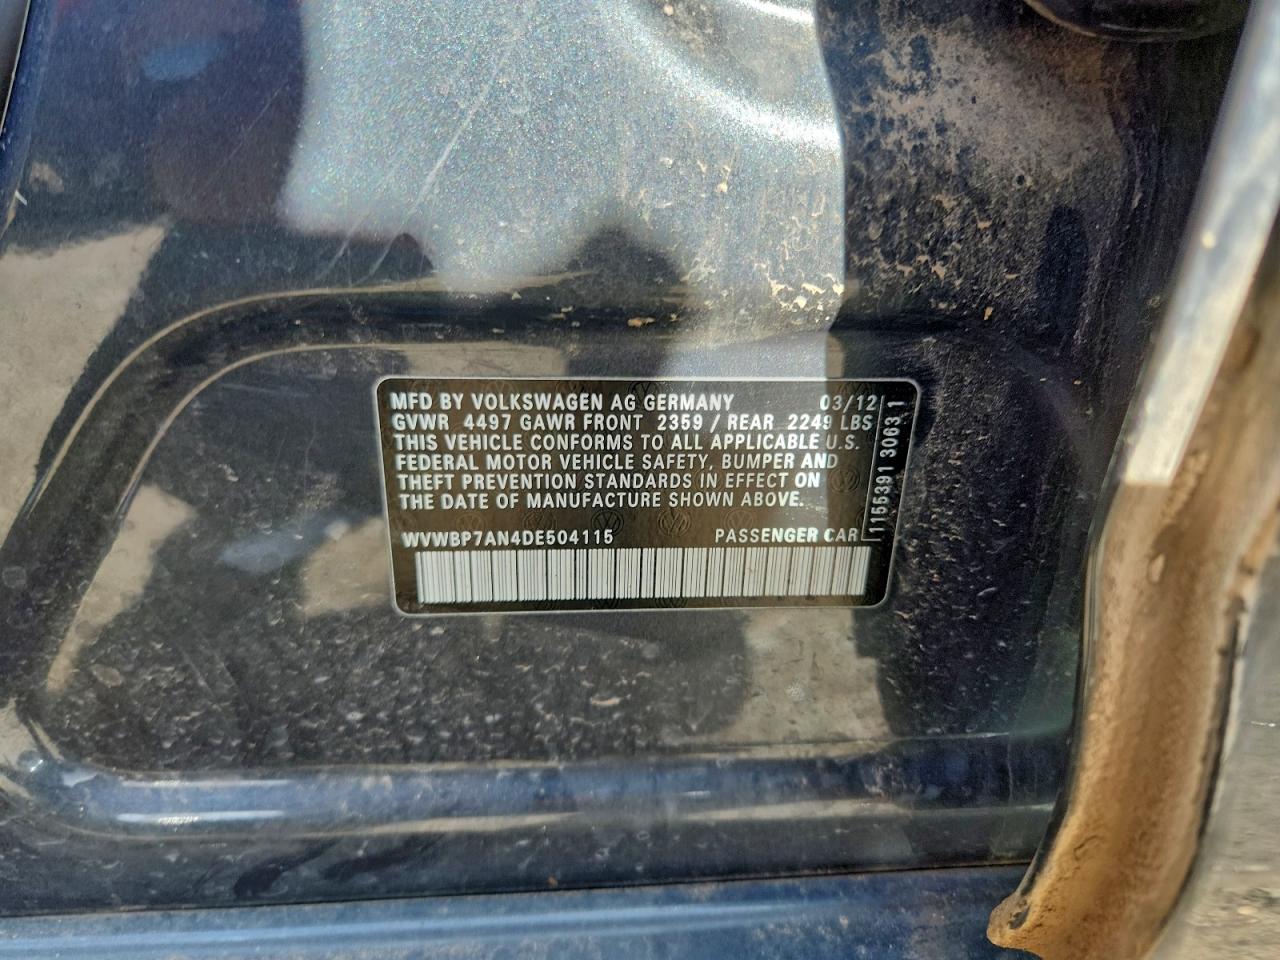 MFD BY VOLKSWAGEN AG GERMANY 03/12
GVWR 4497 GAWR FRONT 2359 / REAR 2249 LBS
THIS VEHICLE CONFORMS TO ALL APPLICABLE U.S.
FEDERAL MOTOR VEHICLE SAFETY, BUMPER AND
THEFT PREVENTION STANDARDS IN EFFECT ON
THE DATE OF MANUFACTURE SHOWN ABOVE.
WVWBP7AN4DE504115 PASSENGER CAR
1155391 3063 1